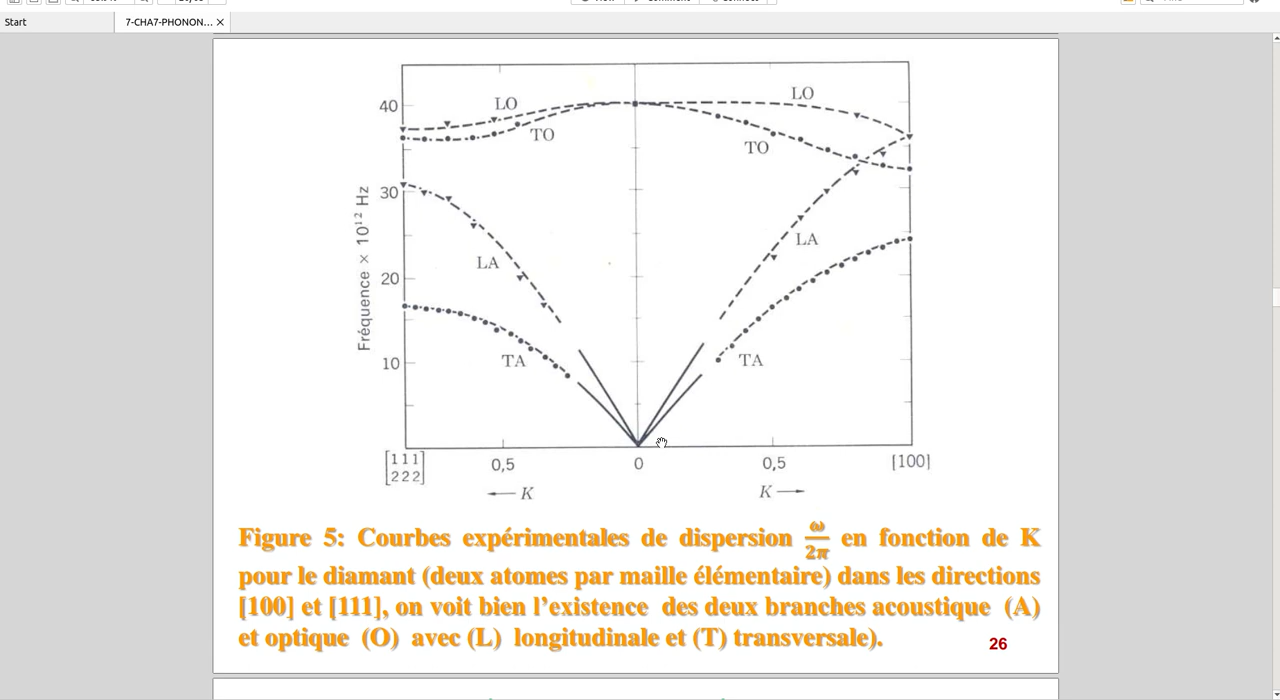 Start
7-CHA7-PHONON...
LO
LO
40
TO
TO
30
Fréquence × 10¹² Hz
LA
LA
20
TA
TA
10
[111]
[222]
0,5
0
0,5
[100]
← K
K →
Figure 5: Courbes expérimentales de dispersion ω/2π en fonction de K
pour le diamant (deux atomes par maille élémentaire) dans les directions
[100] et [111], on voit bien l'existence des deux branches acoustique (A)
et optique (O) avec (L) longitudinale et (T) transversale).
26